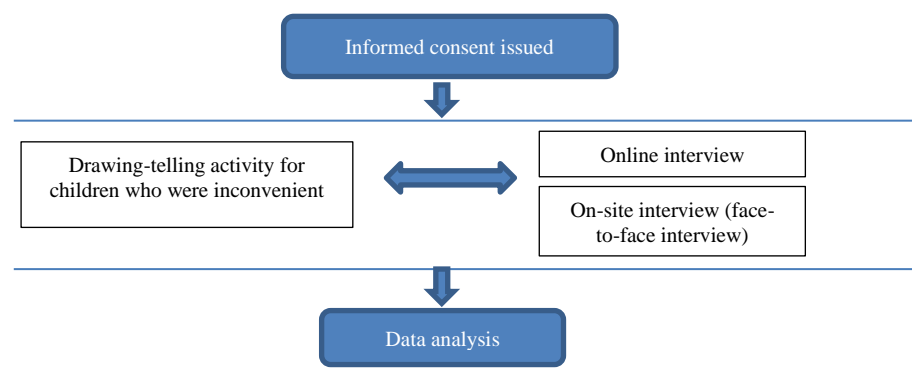 Informed consent issued
Drawing-telling activity for
children who were inconvenient
Online interview
On-site interview (face-
to-face interview)
Data analysis